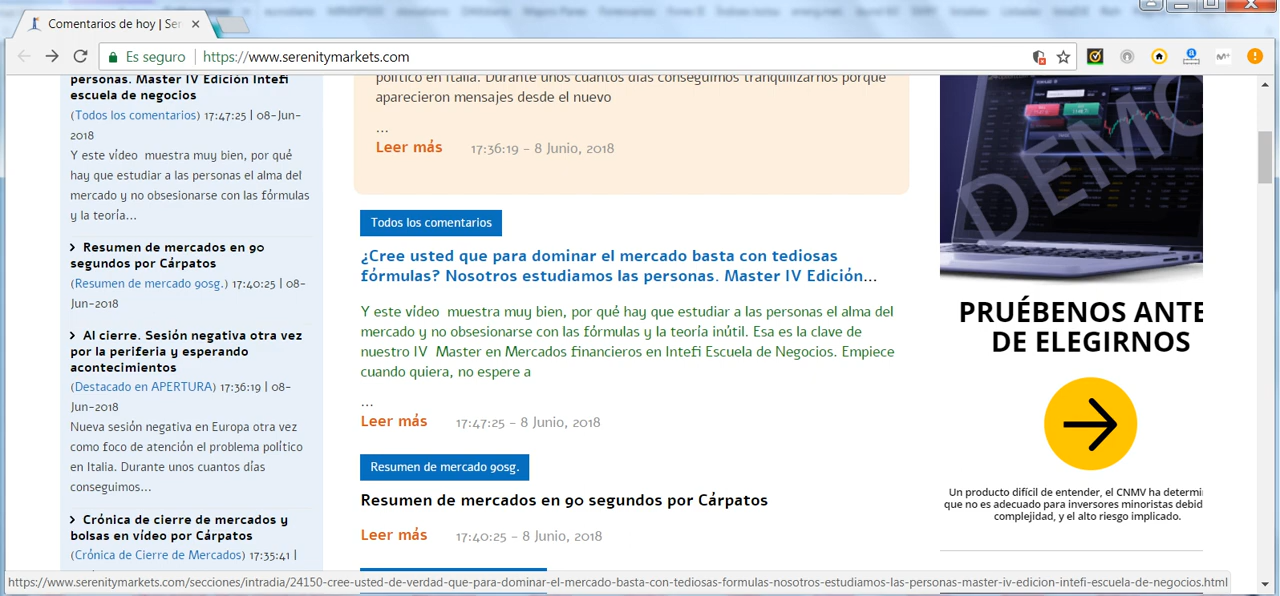 Comentarios de hoy | Ser
Es seguro | https://www.serenitymarkets.com
personas. Master IV Edición Intefi
escuela de negocios
(Todos los comentarios) 17:47:25 | 08-Jun-
2018
Y este vídeo muestra muy bien, por qué
hay que estudiar a las personas el alma del
mercado y no obsesionarse con las fórmulas
y la teoría...
Resumen de mercados en 90
segundos por Cárpatos
(Resumen de mercado 90sg.) 17:40:25 | 08-
Jun-2018
Al cierre. Sesión negativa otra vez
por la periferia y esperando
acontecimientos
(Destacado en APERTURA) 17:36:19 | 08-
Jun-2018
Nueva sesión negativa en Europa otra vez
como foco de atención el problema político
en Italia. Durante unos cuantos días
conseguimos...
Crónica de cierre de mercados y
bolsas en vídeo por Cárpatos
(Crónica de Cierre de Mercados) 17:35:41 |
político en Italia. Durante unos cuantos días conseguimos tranquilizarnos porque
aparecieron mensajes desde el nuevo
...
Leer más 17:36:19 - 8 Junio, 2018
Todos los comentarios
¿Cree usted que para dominar el mercado basta con tediosas
fórmulas? Nosotros estudiamos las personas. Master IV Edición...
Y este vídeo muestra muy bien, por qué hay que estudiar a las personas el alma del
mercado y no obsesionarse con las fórmulas y la teoría inútil. Esa es la clave de
nuestro IV Master en Mercados financieros en Intefi Escuela de Negocios. Empiece
cuando quiera, no espere a
...
Leer más 17:47:25 - 8 Junio, 2018
Resumen de mercado 90sg.
Resumen de mercados en 90 segundos por Cárpatos
Leer más 17:40:25 - 8 Junio, 2018
DEMO
PRUÉBENOS ANTE
DE ELEGIRNOS
Un producto difícil de entender, el CNMV ha determi
que no es adecuado para inversores minoristas debid
complejidad, y el alto riesgo implicado.
https://www.serenitymarkets.com/secciones/intradia/24150-cree-usted-de-verdad-que-para-dominar-el-mercado-basta-con-tediosas-formulas-nosotros-estudiamos-las-personas-master-iv-edicion-intefi-escuela-de-negocios.html